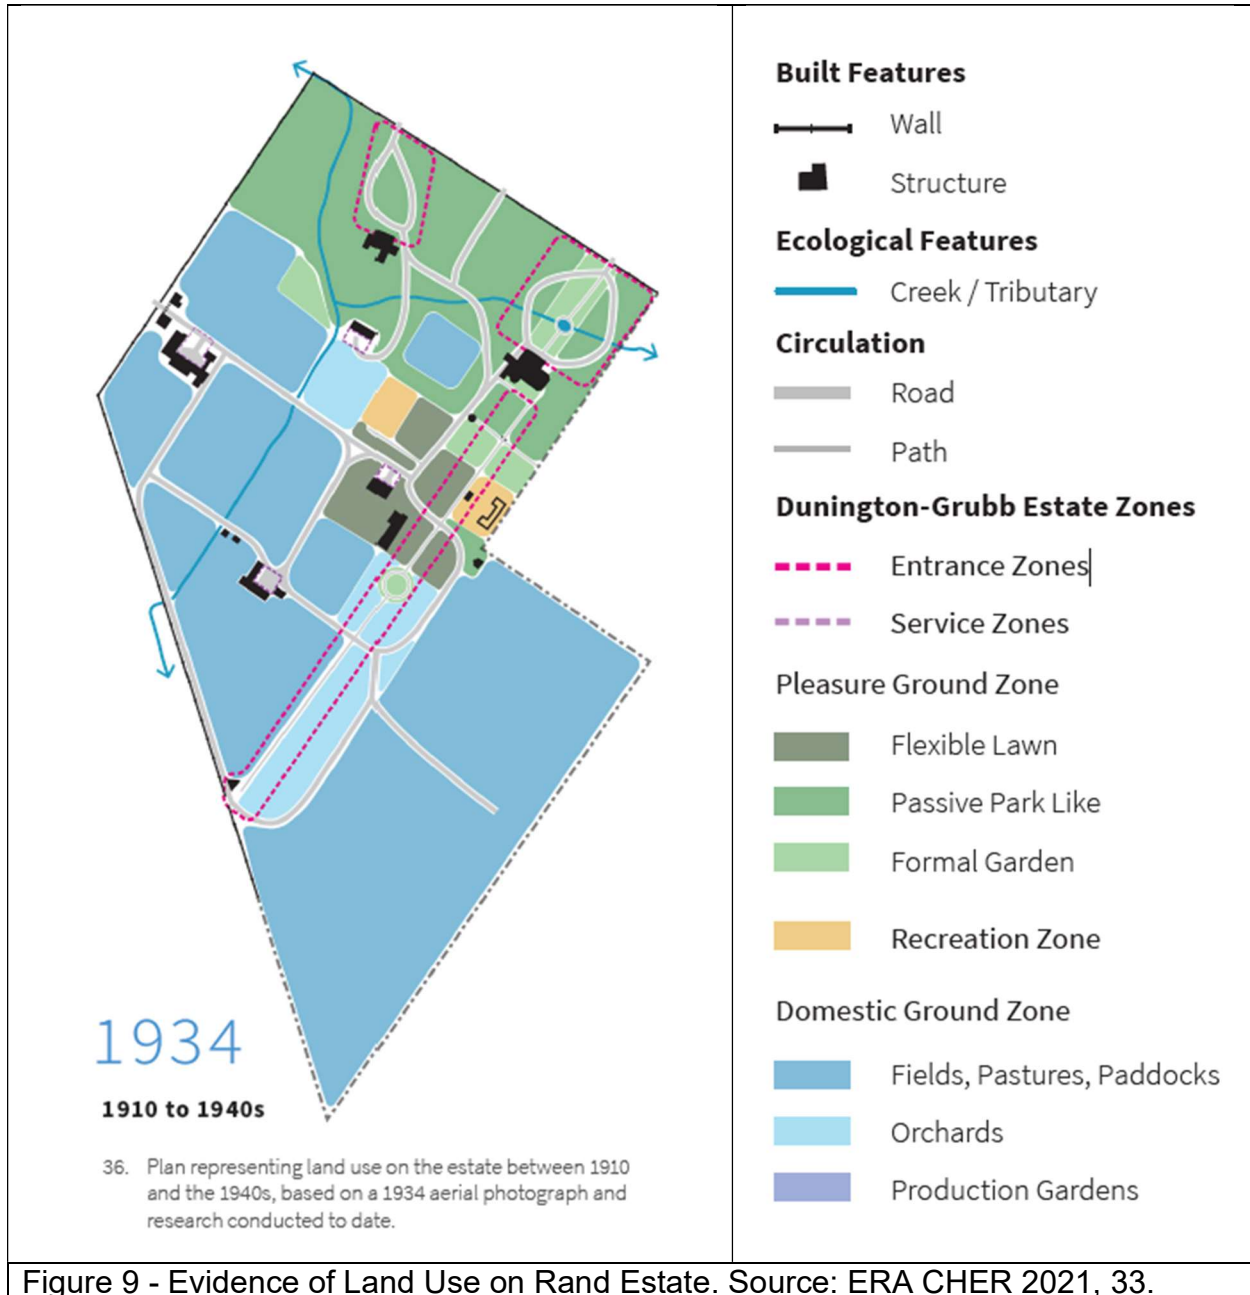 1934
1910 to 1940s
36. Plan representing land use on the estate between 1910
and the 1940s, based on a 1934 aerial photograph and
research conducted to date.
Built Features
Wall
Structure
Ecological Features
Creek / Tributary
Circulation
Road
Path
Dunington-Grubb Estate Zones
Entrance Zones
Service Zones
Pleasure Ground Zone
Flexible Lawn
Passive Park Like
Formal Garden
Recreation Zone
Domestic Ground Zone
Fields, Pastures, Paddocks
Orchards
Production Gardens
Figure 9 - Evidence of Land Use on Rand Estate. Source: ERA CHER 2021, 33.